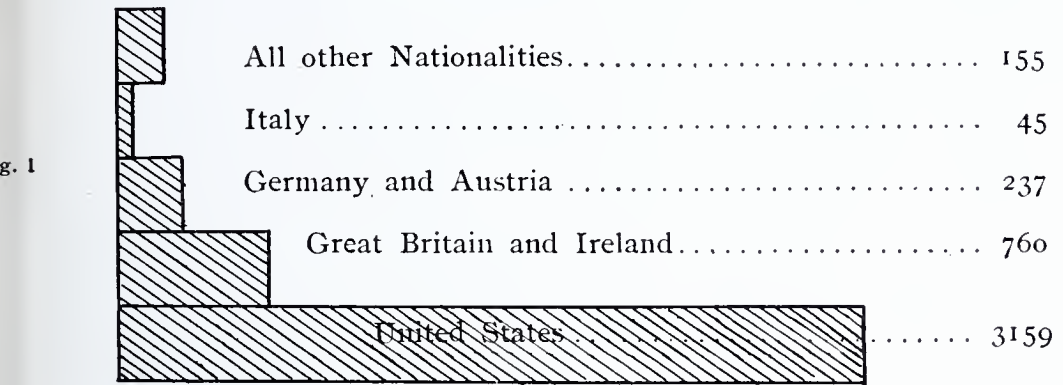 All other Nationalities............................ 155
Italy............................................ 45
g. 1
Germany and Austria........................... 237
Great Britain and Ireland.................... 760
United States........................... 3159